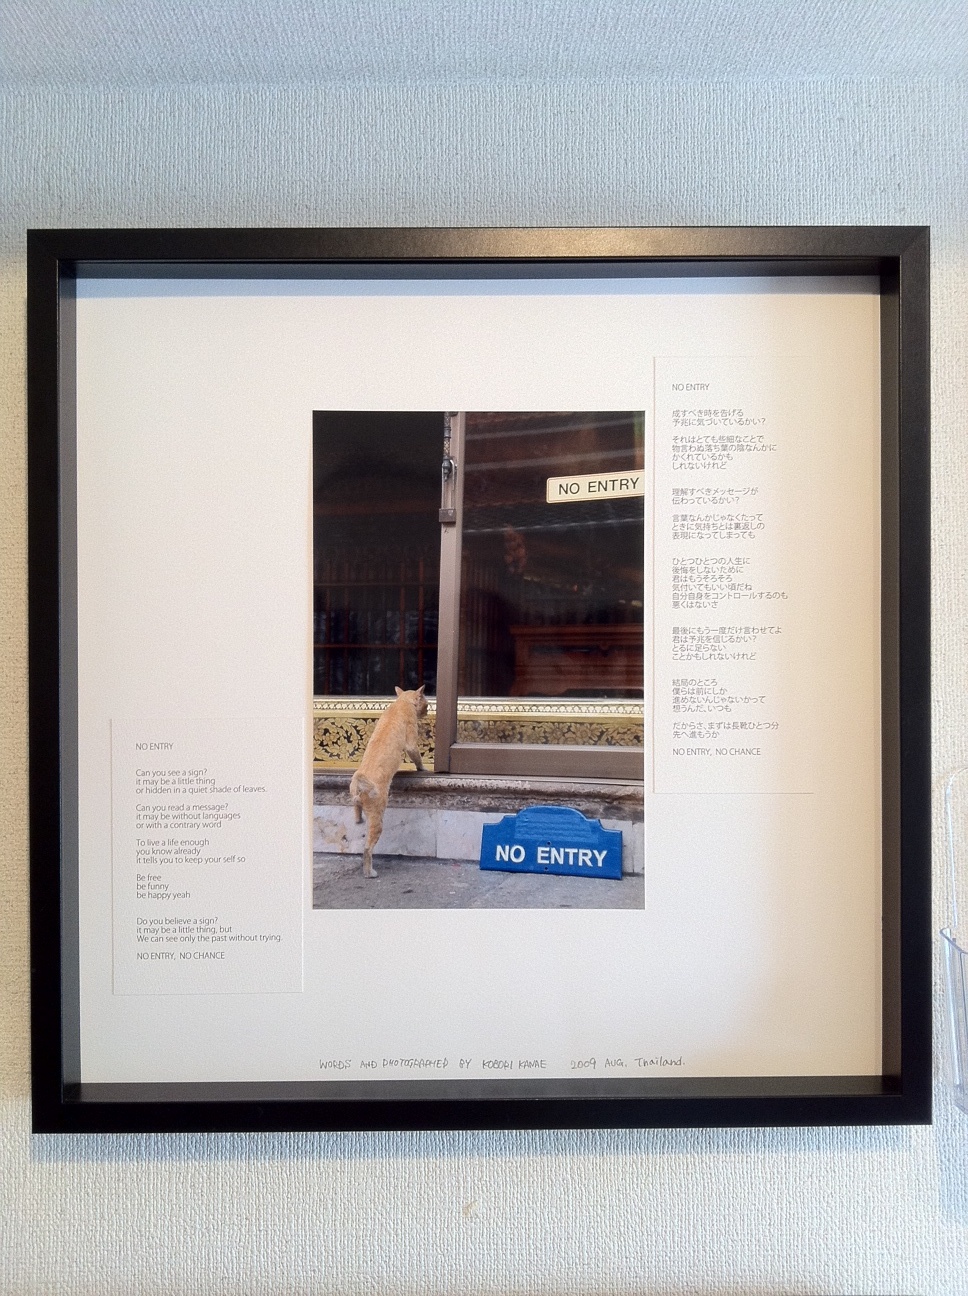 NO ENTRY
Can you see a sign?
it may be a little thing
or hidden in a quiet shade of leaves.
Can you read a message?
it may be without languages
or with a contrary word
To live a life enough
you know already
it tells you to keep your self so
Be free
be funny
be happy yeah
Do you believe a sign?
it may be a little thing, but
We can see only the past without trying.
NO ENTRY, NO CHANCE
NO ENTRY
NO ENTRY
NO ENTRY
成すべき時を告げる
予兆に気づいているかい?
それはとても些細なことで
物言わぬ落ち葉の陰なんかに
かくれているかも
しれないけれど
理解すべきメッセージが
伝わっているかい?
言葉なんかじゃなくたって
ときに気持ちとは裏返しの
表現になってしまっても
ひとつひとつの人生に
後悔をしないために
君はもうそろそろ
気付いてもいい頃だね
自分自身をコントロールするのも
悪くはないさ
最後にもう一度だけ言わせてよ
君は予兆を信じるかい?
とるに足らない
ことかもしれないけれど
結局のところ
僕らは前にしか
進めないんじゃないかって
想うんだ、いつも
だからさ、まずは長靴ひとつ分
先へ進もうか
NO ENTRY, NO CHANCE
WORDS AND PHOTOGRAPHED BY KOBORI KANAE 2009 AUG. Thailand.